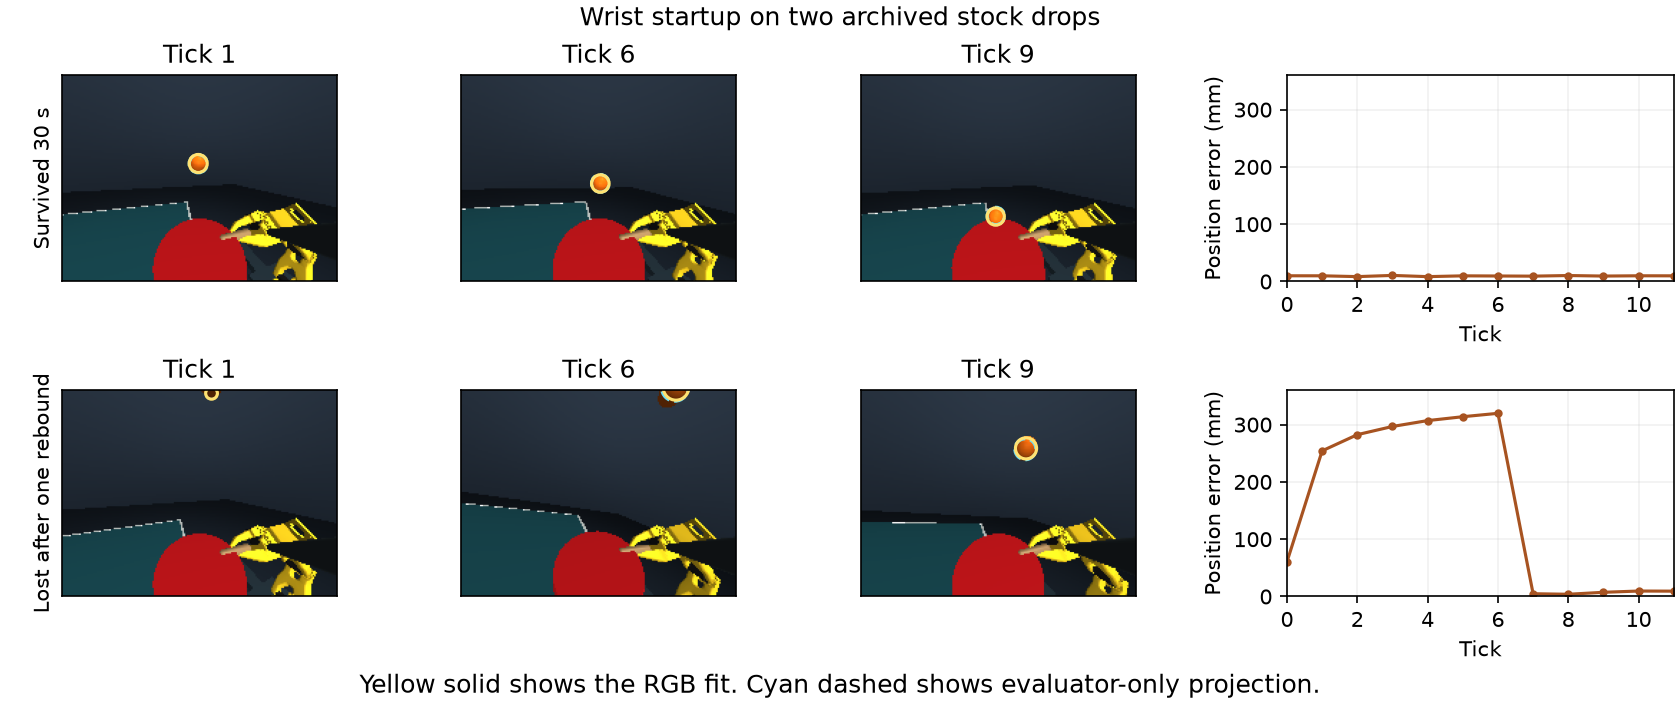 Wrist startup on two archived stock drops
Tick 1
Tick 6
Tick 9
Survived 30 s
Position error (mm)
300
200
100
0
0 2 4 6 8 10
Tick
Tick 1
Tick 6
Tick 9
Lost after one rebound
Position error (mm)
300
200
100
0
0 2 4 6 8 10
Tick
Yellow solid shows the RGB fit. Cyan dashed shows evaluator-only projection.